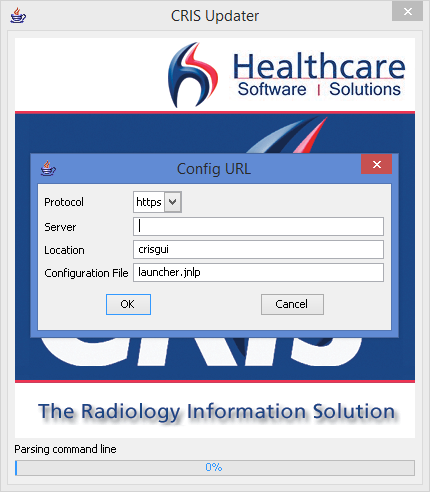 CRIS Updater
Healthcare
Software | Solutions
Config URL
Protocol https
Server
Location crisgui
Configuration File launcher.jnlp
OK Cancel
CRIS
The Radiology Information Solution
Parsing command line
0%